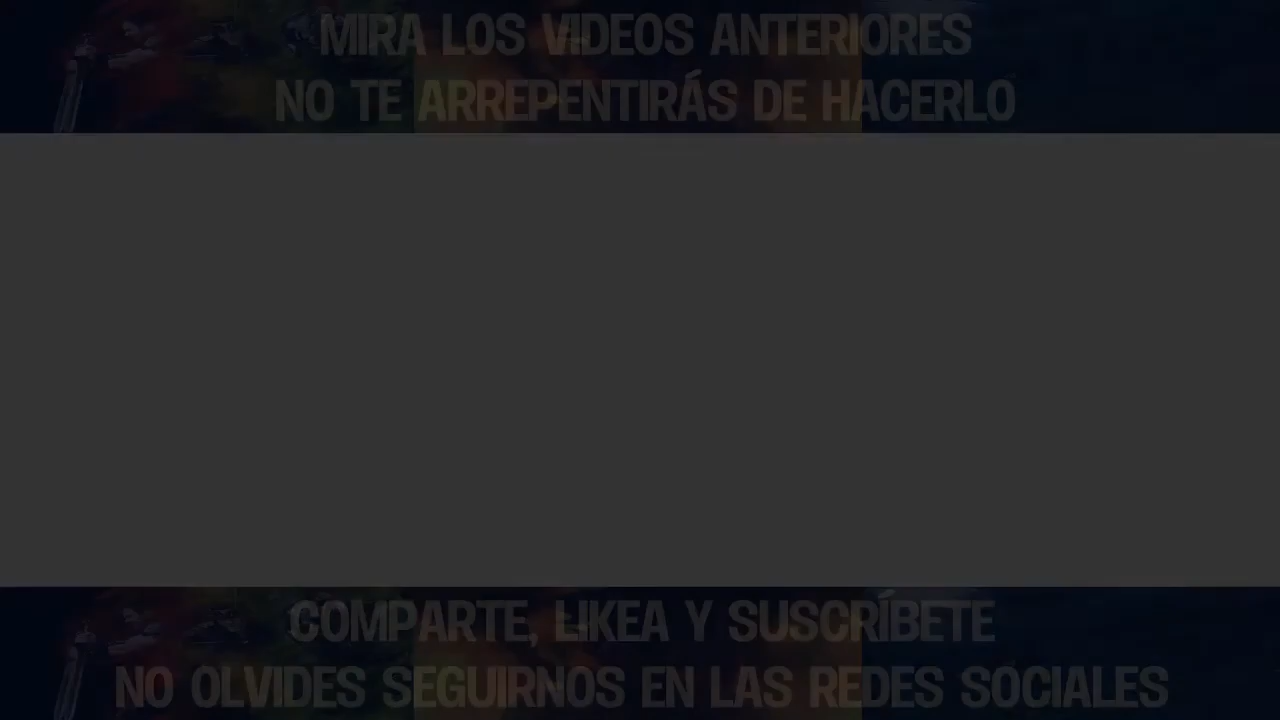 MIRA LOS VIDEOS ANTERIORES
NO TE ARREPENTIRÁS DE HACERLO
COMPARTE, LIKEA Y SUSCRÍBETE
NO OLVIDES SEGUIRNOS EN LAS REDES SOCIALES